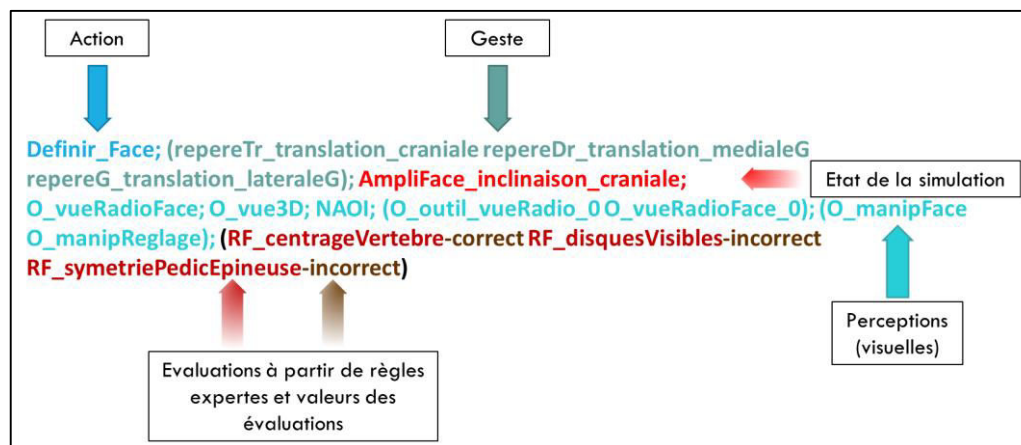 Action
Geste
Definir_Face; (repereTr_translation_craniale repereDr_translation_medialeG
repereG_translation_lateraleG); AmpliFace_inclinaison_craniale;
Etat de la simulation
O_vueRadioFace; O_vue3D; NAOI; (O_outil_vueRadio_0 O_vueRadioFace_0); (O_manipFace
O_manipReglage); (RF_centrageVertebre-correct RF_disquesVisibles-incorrect
RF_symetriePedicEpineuse-incorrect)
Perceptions
(visuelles)
Evaluations à partir de règles
expertes et valeurs des
évaluations